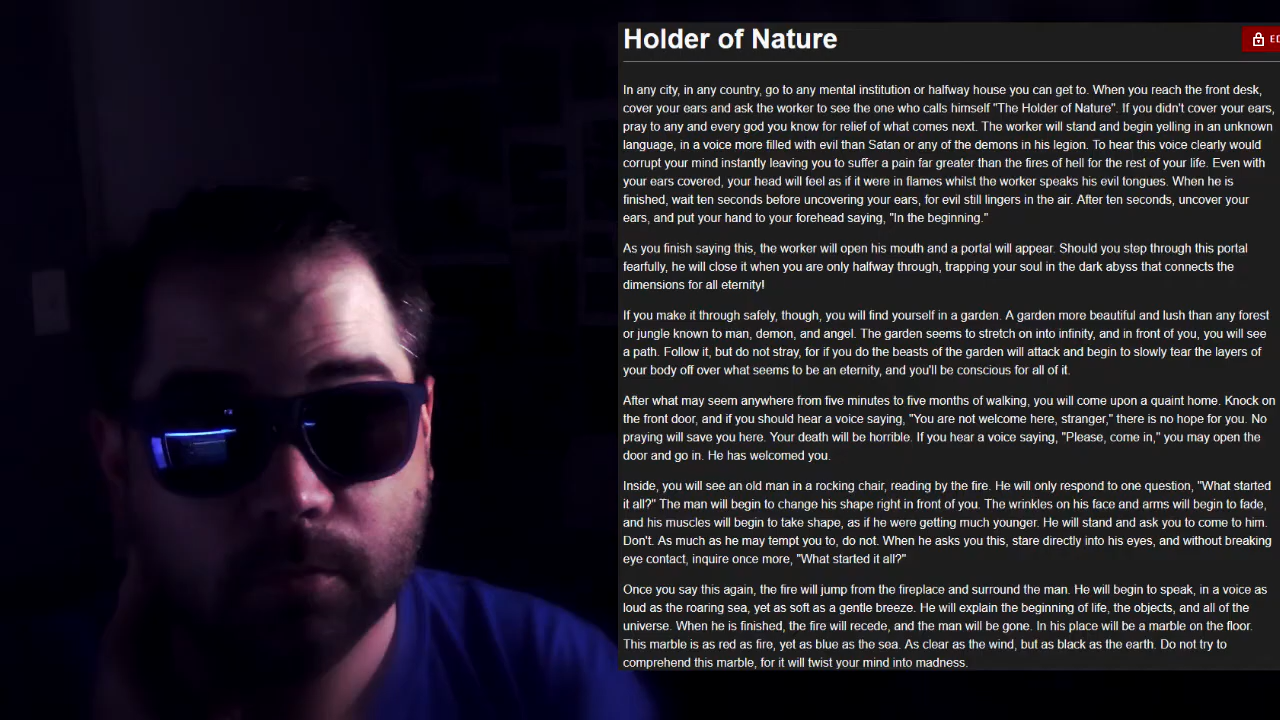 Holder of Nature
ED
In any city, in any country, go to any mental institution or halfway house you can get to. When you reach the front desk,
cover your ears and ask the worker to see the one who calls himself "The Holder of Nature". If you didn't cover your ears,
pray to any and every god you know for relief of what comes next. The worker will stand and begin yelling in an unknown
language, in a voice more filled with evil than Satan or any of the demons in his legion. To hear this voice clearly would
corrupt your mind instantly leaving you to suffer a pain far greater than the fires of hell for the rest of your life. Even with
your ears covered, your head will feel as if it were in flames whilst the worker speaks his evil tongues. When he is
finished, wait ten seconds before uncovering your ears, for evil still lingers in the air. After ten seconds, uncover your
ears, and put your hand to your forehead saying, "In the beginning."
As you finish saying this, the worker will open his mouth and a portal will appear. Should you step through this portal
fearfully, he will close it when you are only halfway through, trapping your soul in the dark abyss that connects the
dimensions for all eternity!
If you make it through safely, though, you will find yourself in a garden. A garden more beautiful and lush than any forest
or jungle known to man, demon, and angel. The garden seems to stretch on into infinity, and in front of you, you will see
a path. Follow it, but do not stray, for if you do the beasts of the garden will attack and begin to slowly tear the layers of
your body off over what seems to be an eternity, and you'll be conscious for all of it.
After what may seem anywhere from five minutes to five months of walking, you will come upon a quaint home. Knock on
the front door, and if you should hear a voice saying, "You are not welcome here, stranger," there is no hope for you. No
praying will save you here. Your death will be horrible. If you hear a voice saying, "Please, come in," you may open the
door and go in. He has welcomed you.
Inside, you will see an old man in a rocking chair, reading by the fire. He will only respond to one question, "What started
it all?" The man will begin to change his shape right in front of you. The wrinkles on his face and arms will begin to fade,
and his muscles will begin to take shape, as if he were getting much younger. He will stand and ask you to come to him.
Don't. As much as he may tempt you to, do not. When he asks you this, stare directly into his eyes, and without breaking
eye contact, inquire once more, "What started it all?"
Once you say this again, the fire will jump from the fireplace and surround the man. He will begin to speak, in a voice as
loud as the roaring sea, yet as soft as a gentle breeze. He will explain the beginning of life, the objects, and all of the
universe. When he is finished, the fire will recede, and the man will be gone. In his place will be a marble on the floor.
This marble is as red as fire, yet as blue as the sea. As clear as the wind, but as black as the earth. Do not try to
comprehend this marble, for it will twist your mind into madness.